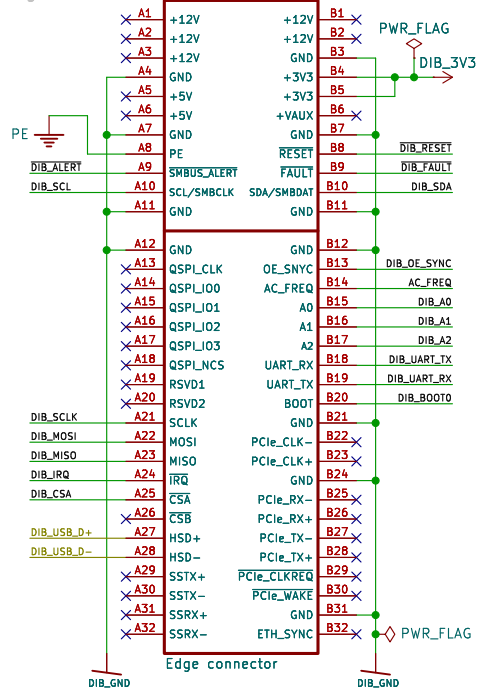 A1 +12V +12V B1
PWR_FLAG
A2 +12V +12V B2
A3 +12V GND B3
DIB_3V3
A4 GND +3V3 B4
A5 +5V +3V3 B5
A6 +5V +VAUX B6
PE A7 GND GND B7
A8 PE RESET B8 DIB_RESET
DIB_ALERT A9 SMBUS_ALERT FAULT B9 DIB_FAULT
DIB_SCL A10 SCL/SMBCLK SDA/SMBDAT B10 DIB_SDA
A11 GND GND B11
A12 GND GND B12
A13 QSPI_CLK OE_SNYC B13 DIB_OE_SYNC
A14 QSPI_IO0 AC_FREQ B14 AC_FREQ
A15 QSPI_IO1 A0 B15 DIB_A0
A16 QSPI_IO2 A1 B16 DIB_A1
A17 QSPI_IO3 A2 B17 DIB_A2
A18 QSPI_NCS UART_RX B18 DIB_UART_TX
A19 RSVD1 UART_TX B19 DIB_UART_RX
A20 RSVD2 BOOT B20 DIB_BOOT0
DIB_SCLK A21 SCLK GND B21
DIB_MOSI A22 MOSI PCIe_CLK- B22
DIB_MISO A23 MISO PCIe_CLK+ B23
DIB_IRQ A24 IRQ GND B24
DIB_CSA A25 CSA PCIe_RX- B25
A26 CSB PCIe_RX+ B26
DIB_USB_D+ A27 HSD+ PCIe_TX- B27
DIB_USB_D- A28 HSD- PCIe_TX+ B28
A29 SSTX+ PCIe_CLKREQ B29
A30 SSTX- PCIe_WAKE B30
A31 SSRX+ GND B31
A32 SSRX- ETH_SYNC B32 PWR_FLAG
Edge connector
DIB_GND DIB_GND